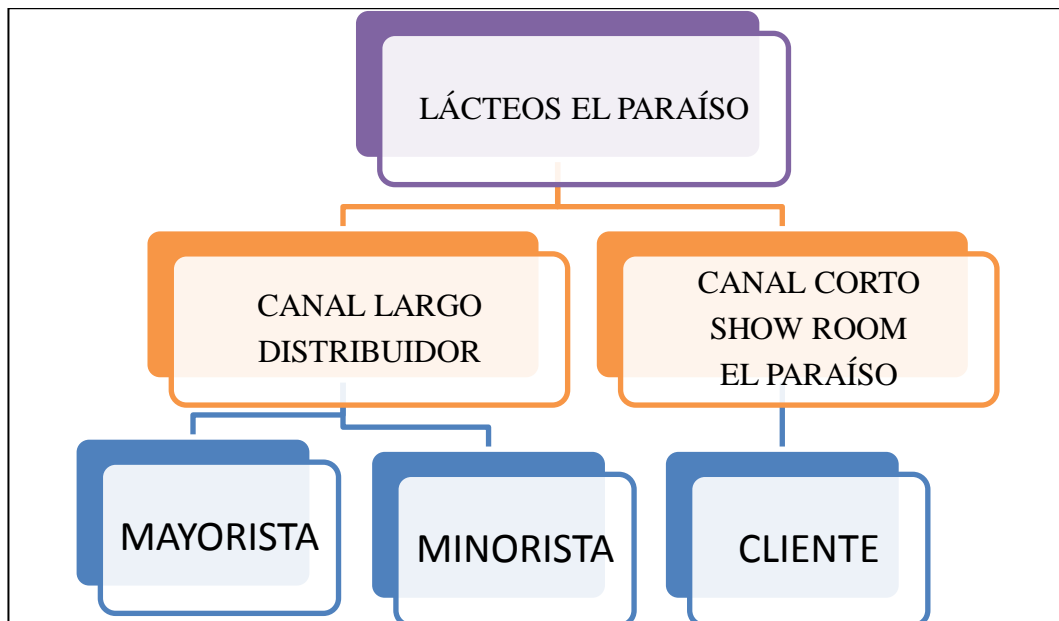 LÁCTEOS EL PARAÍSO
CANAL LARGO
DISTRIBUIDOR
CANAL CORTO
SHOW ROOM
EL PARAÍSO
MAYORISTA
MINORISTA
CLIENTE